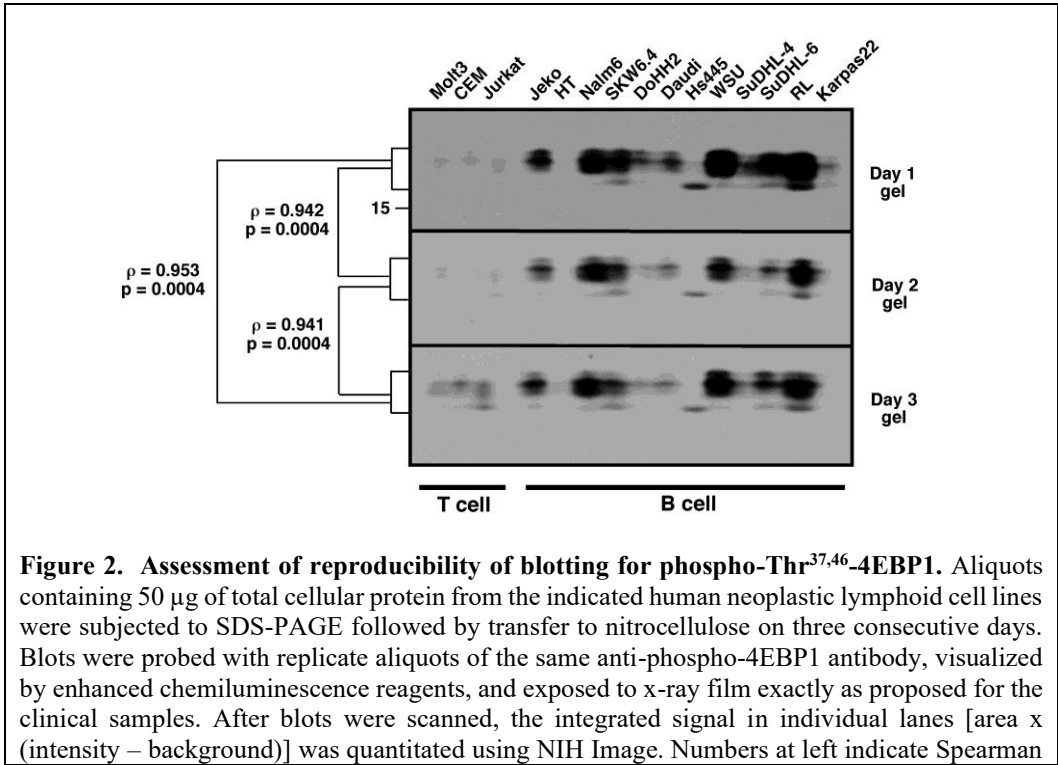 Molt3
CEM
Jurkat
Jeko
HT
Nalm6
SKW6.4
DoHH2
Daudi
Hs445
WSU
SuDHL-4
SuDHL-6
RL
Karpas22
Day 1
gel
15
ρ = 0.942
p = 0.0004
ρ = 0.953
p = 0.0004
Day 2
gel
ρ = 0.941
p = 0.0004
Day 3
gel
T cell
B cell
Figure 2. Assessment of reproducibility of blotting for phospho-Thr37,46-4EBP1. Aliquots
containing 50 µg of total cellular protein from the indicated human neoplastic lymphoid cell lines
were subjected to SDS-PAGE followed by transfer to nitrocellulose on three consecutive days.
Blots were probed with replicate aliquots of the same anti-phospho-4EBP1 antibody, visualized
by enhanced chemiluminescence reagents, and exposed to x-ray film exactly as proposed for the
clinical samples. After blots were scanned, the integrated signal in individual lanes [area x
(intensity – background)] was quantitated using NIH Image. Numbers at left indicate Spearman